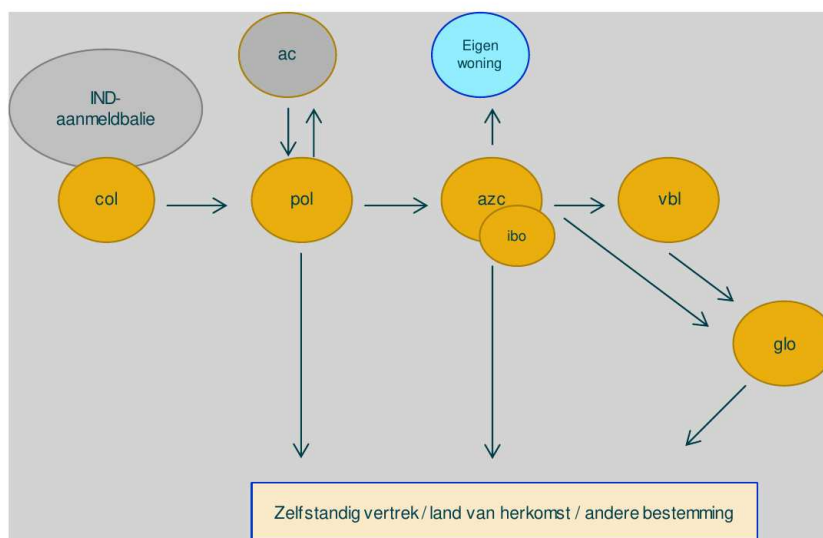 ac
Eigen
woning
IND-
aanmeldbalie
col
pol
azc
ibo
vbl
glo
Zelfstandig vertrek / land van herkomst / andere bestemming